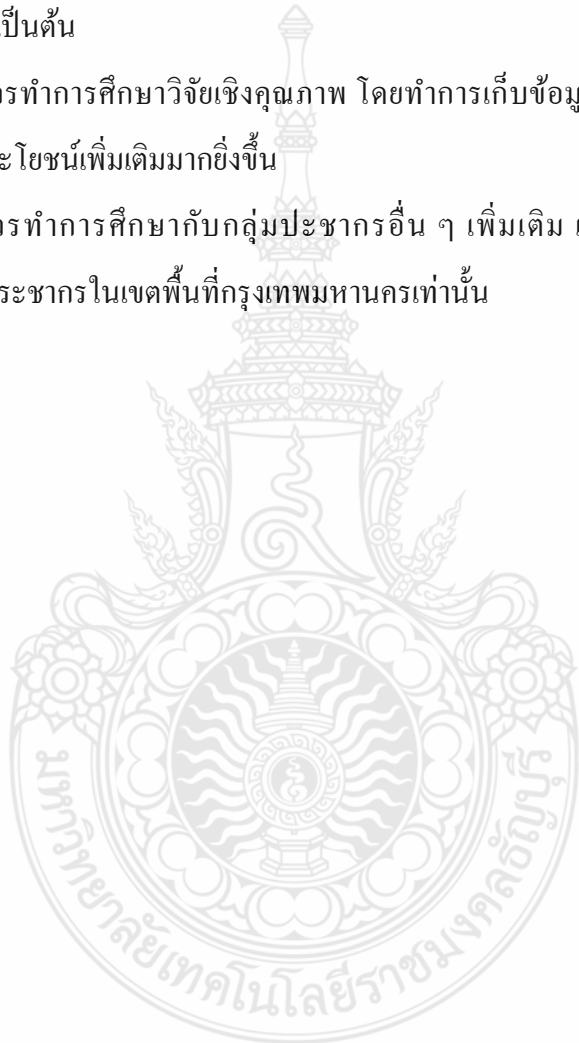 เป็นต้น
วรทำการศึกษาวิจัยเชิงคุณภาพ โดยทำการเก็บข้อมู
ะโยชน์เพิ่มเติมมากยิ่งขึ้น
วรทำการศึกษากับกลุ่มประชากรอื่น ๆ เพิ่มเติม
ระชากรในเขตพื้นที่กรุงเทพมหานครเท่านั้น
มหาวิทยาลัยเทคโนโลยีราชมงคลธัญบุรี